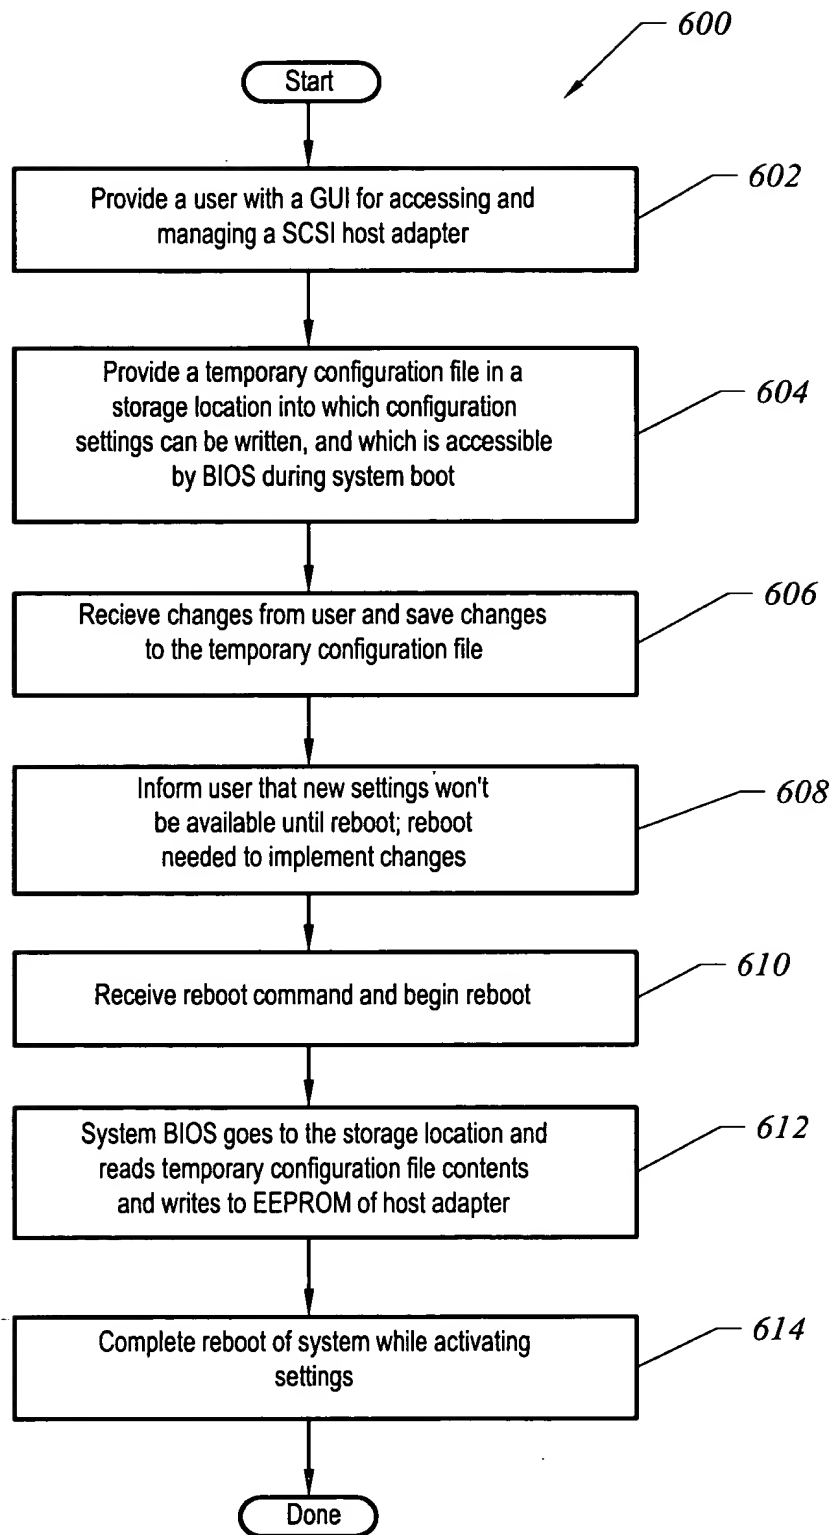 600
Start
602
Provide a user with a GUI for accessing and
managing a SCSI host adapter
604
Provide a temporary configuration file in a
storage location into which configuration
settings can be written, and which is accessible
by BIOS during system boot
606
Recieve changes from user and save changes
to the temporary configuration file
608
Inform user that new settings won't
be available until reboot; reboot
needed to implement changes
610
Receive reboot command and begin reboot
612
System BIOS goes to the storage location and
reads temporary configuration file contents
and writes to EEPROM of host adapter
614
Complete reboot of system while activating
settings
Done